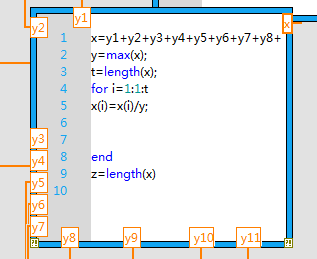 y1
y2
x
1 x=y1+y2+y3+y4+y5+y6+y7+y8+
2 y=max(x);
3 t=length(x);
4 for i=1:1:t
5 x(i)=x(i)/y;
6
7
8 end
9 z=length(x)
10
y3
y4
y5
y6
y7
y8
y9
y10
y11